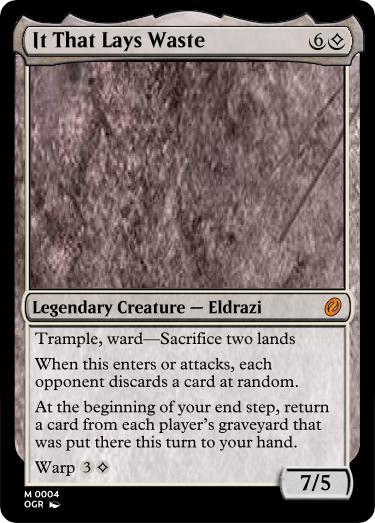 It That Lays Waste 6
Legendary Creature — Eldrazi
Trample, ward—Sacrifice two lands
When this enters or attacks, each
opponent discards a card at random.
At the beginning of your end step, return
a card from each player's graveyard that
was put there this turn to your hand.
Warp 3
7/5
M 0004
OGR